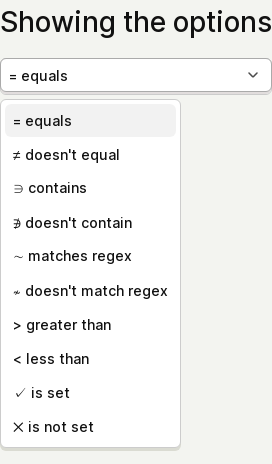 Showing the options
= equals
= equals
≠ doesn't equal
∋ contains
∌ doesn't contain
~ matches regex
≁ doesn't match regex
> greater than
< less than
✓ is set
✕ is not set